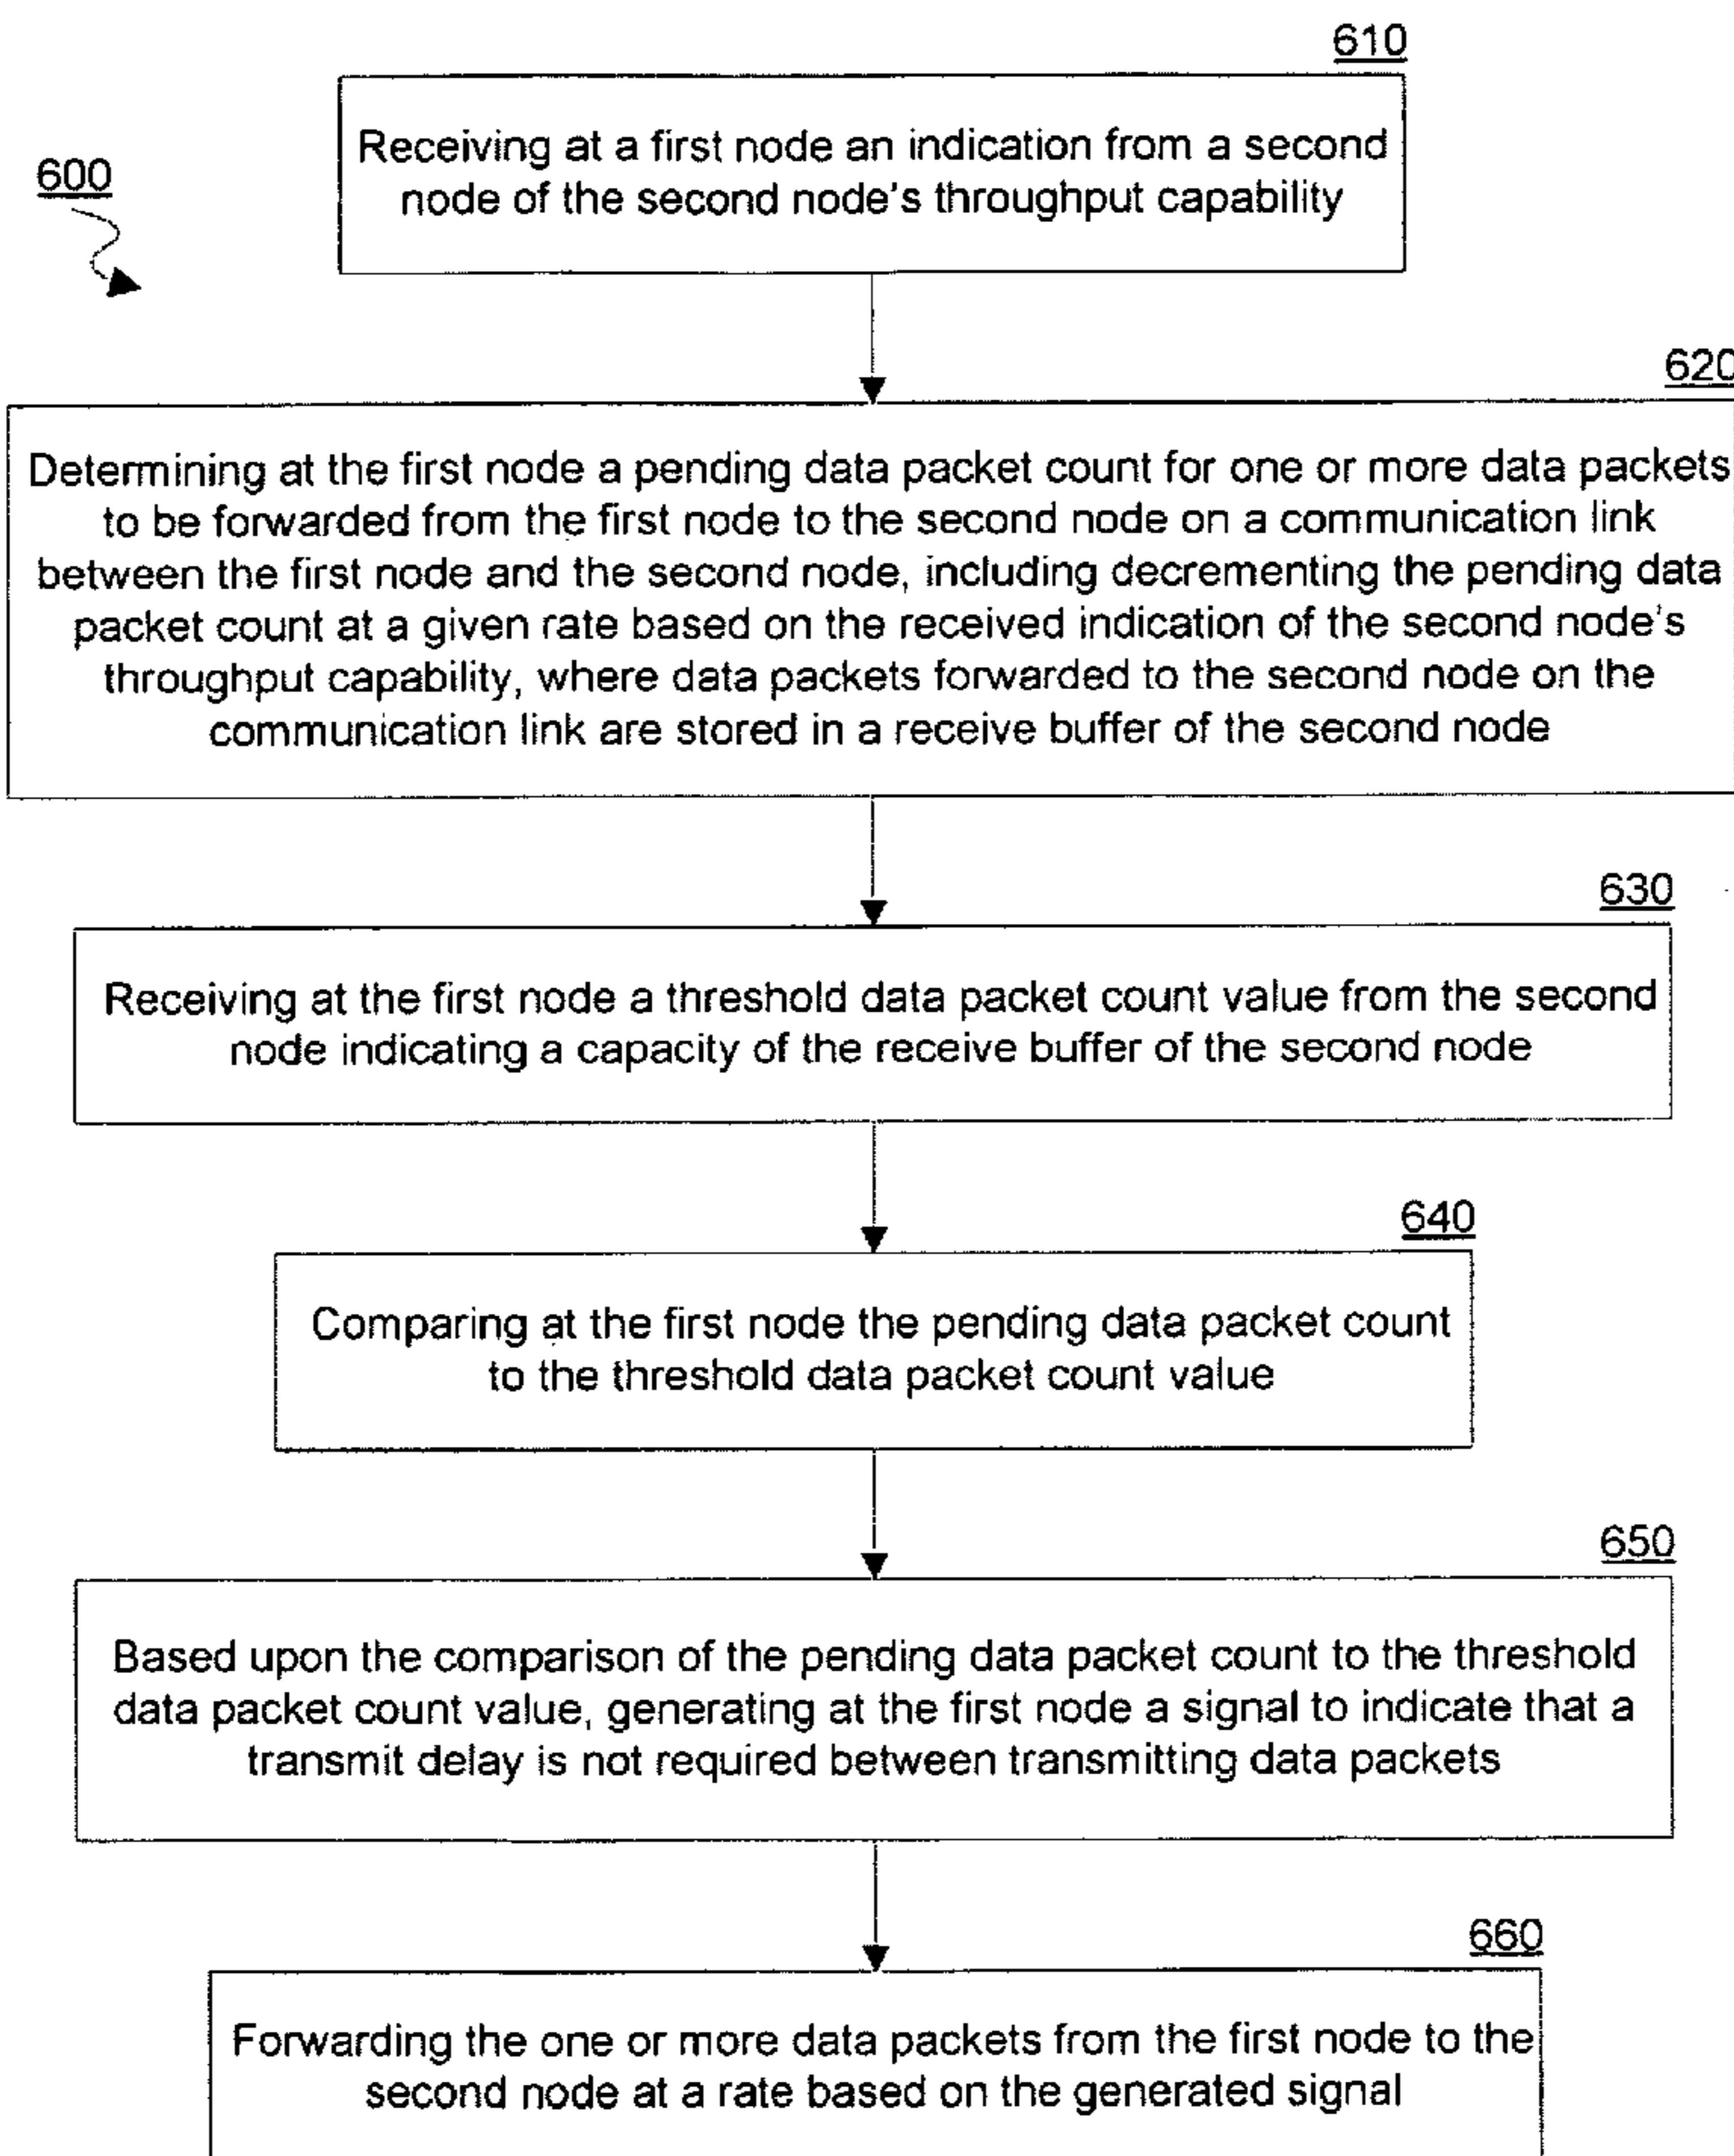 610
600
Receiving at a first node an indication from a second
node of the second node's throughput capability
620
Determining at the first node a pending data packet count for one or more data packets
to be forwarded from the first node to the second node on a communication link
between the first node and the second node, including decrementing the pending data
packet count at a given rate based on the received indication of the second node's
throughput capability, where data packets forwarded to the second node on the
communication link are stored in a receive buffer of the second node
630
Receiving at the first node a threshold data packet count value from the second
node indicating a capacity of the receive buffer of the second node
640
Comparing at the first node the pending data packet count
to the threshold data packet count value
650
Based upon the comparison of the pending data packet count to the threshold
data packet count value, generating at the first node a signal to indicate that a
transmit delay is not required between transmitting data packets
660
Forwarding the one or more data packets from the first node to the
second node at a rate based on the generated signal